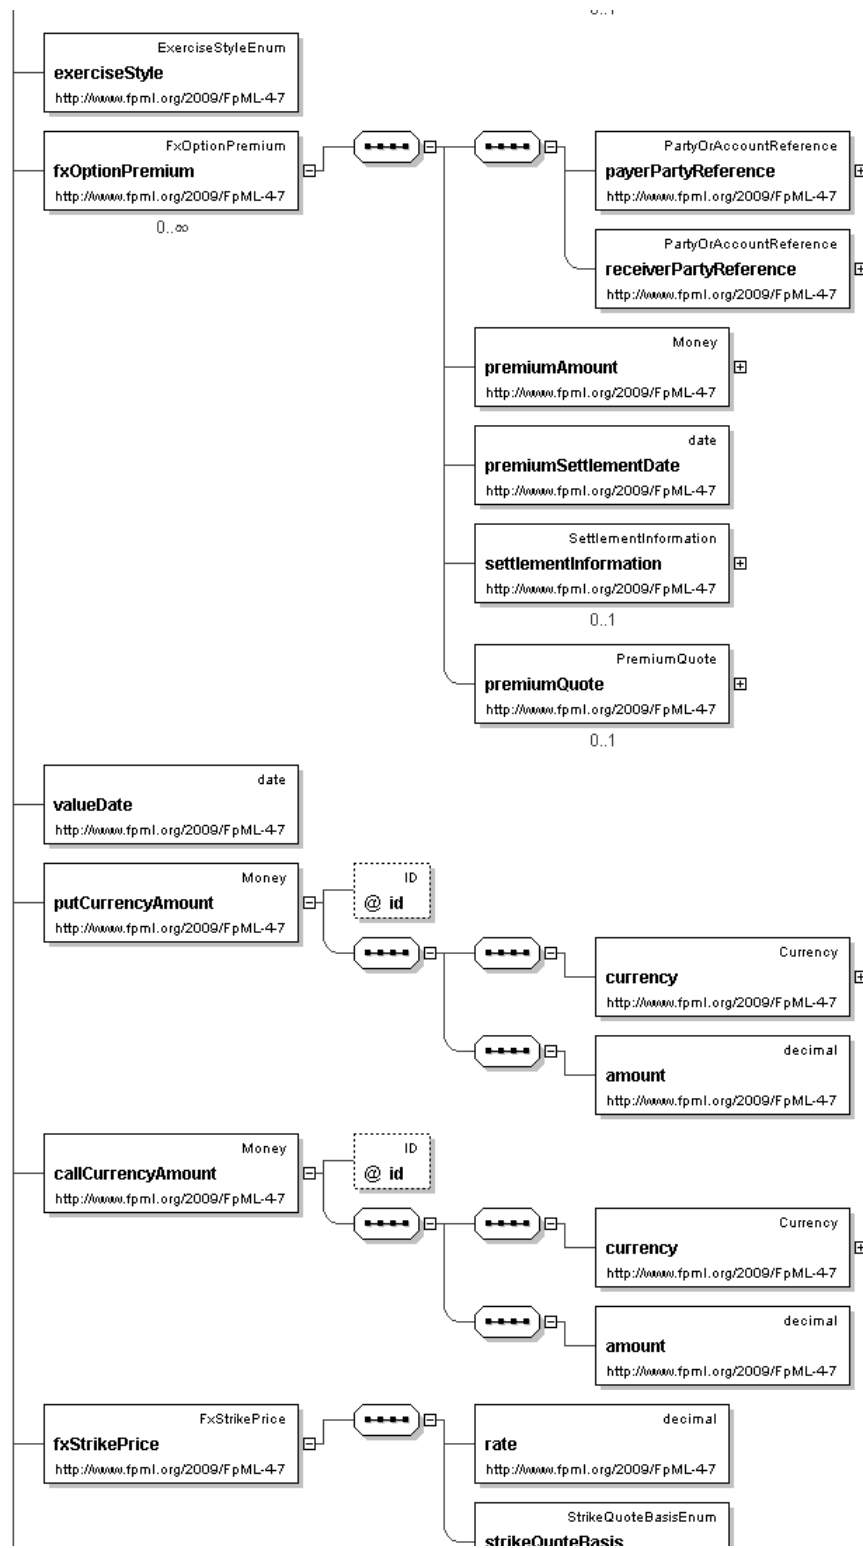 0..1
ExerciseStyleEnum
exerciseStyle
http://www.fpml.org/2009/FpML-4-7
FxOptionPremium
fxOptionPremium
http://www.fpml.org/2009/FpML-4-7
0..∞
PartyOrAccountReference
payerPartyReference
http://www.fpml.org/2009/FpML-4-7
PartyOrAccountReference
receiverPartyReference
http://www.fpml.org/2009/FpML-4-7
Money
premiumAmount
http://www.fpml.org/2009/FpML-4-7
date
premiumSettlementDate
http://www.fpml.org/2009/FpML-4-7
SettlementInformation
settlementInformation
http://www.fpml.org/2009/FpML-4-7
0..1
PremiumQuote
premiumQuote
http://www.fpml.org/2009/FpML-4-7
0..1
date
valueDate
http://www.fpml.org/2009/FpML-4-7
Money
putCurrencyAmount
http://www.fpml.org/2009/FpML-4-7
ID
@ id
Currency
currency
http://www.fpml.org/2009/FpML-4-7
decimal
amount
http://www.fpml.org/2009/FpML-4-7
Money
callCurrencyAmount
http://www.fpml.org/2009/FpML-4-7
ID
@ id
Currency
currency
http://www.fpml.org/2009/FpML-4-7
decimal
amount
http://www.fpml.org/2009/FpML-4-7
FxStrikePrice
fxStrikePrice
http://www.fpml.org/2009/FpML-4-7
decimal
rate
http://www.fpml.org/2009/FpML-4-7
StrikeQuoteBasisEnum
strikeQuoteBasis